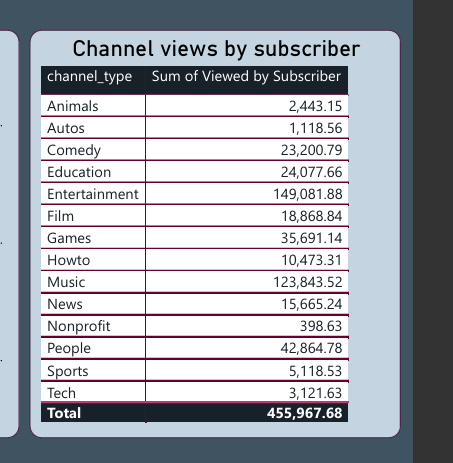 Channel views by subscriber
channel_type Sum of Viewed by Subscriber
Animals 2,443.15
Autos 1,118.56
Comedy 23,200.79
Education 24,077.66
Entertainment 149,081.88
Film 18,868.84
Games 35,691.14
Howto 10,473.31
Music 123,843.52
News 15,665.24
Nonprofit 398.63
People 42,864.78
Sports 5,118.53
Tech 3,121.63
Total 455,967.68